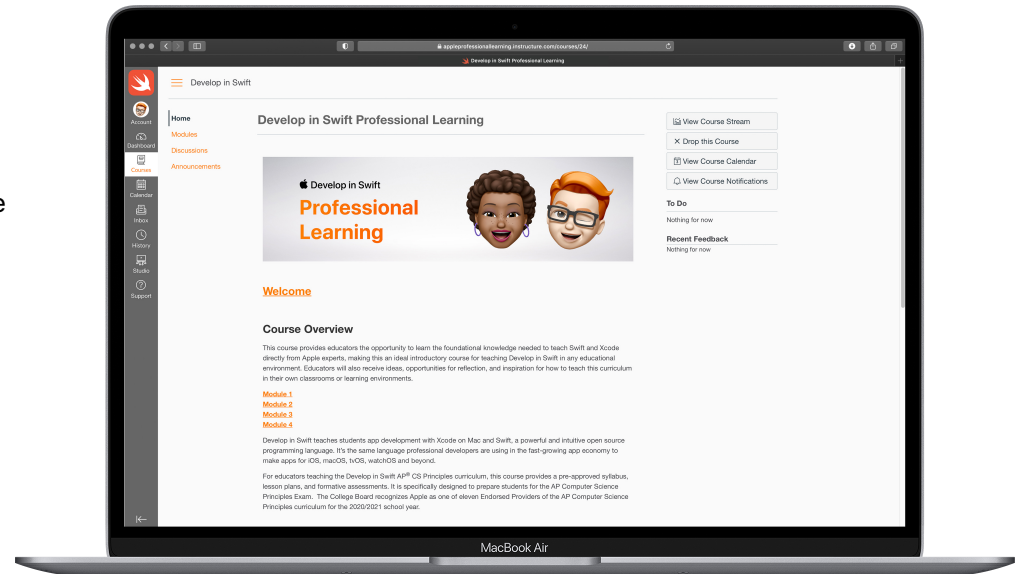 e
appleprofessionallearning.instructure.com/courses/24/
Develop in Swift Professional Learning
Develop in Swift
Account
Dashboard
Courses
Calendar
Inbox
History
Studio
Support
Home
Modules
Discussions
Announcements
Develop in Swift Professional Learning
Develop in Swift
Professional
Learning
Welcome
Course Overview
This course provides educators the opportunity to learn the foundational knowledge needed to teach Swift and Xcode
directly from Apple experts, making this an ideal introductory course for teaching Develop in Swift in any educational
environment. Educators will also receive ideas, opportunities for reflection, and inspiration for how to teach this curriculum
in their own classrooms or learning environments.
Module 1
Module 2
Module 3
Module 4
Develop in Swift teaches students app development with Xcode on Mac and Swift, a powerful and intuitive open source
programming language. It's the same language professional developers are using in the fast-growing app economy to
make apps for iOS, macOS, tvOS, watchOS and beyond.
For educators teaching the Develop in Swift AP® CS Principles curriculum, this course provides a pre-approved syllabus,
lesson plans, and formative assessments. It is specifically designed to prepare students for the AP Computer Science
Principles Exam. The College Board recognizes Apple as one of eleven Endorsed Providers of the AP Computer Science
Principles curriculum for the 2020/2021 school year.
View Course Stream
Drop this Course
View Course Calendar
View Course Notifications
To Do
Nothing for now
Recent Feedback
Nothing for now
MacBook Air